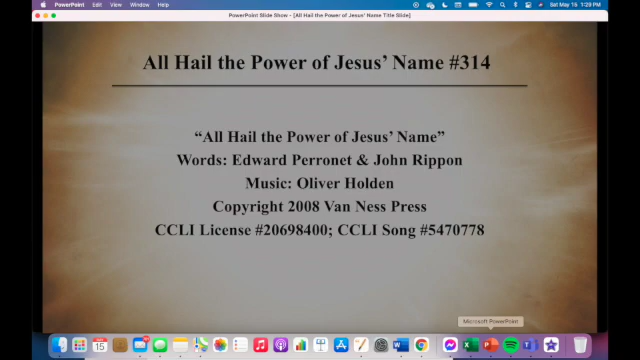 PowerPoint File Edit View Window Help Sat May 15 1:29 PM
PowerPoint Slide Show - [All Hail the Power of Jesus' Name Title Slide]
All Hail the Power of Jesus’ Name #314
“All Hail the Power of Jesus’ Name”
Words: Edward Perronet & John Rippon
Music: Oliver Holden
Copyright 2008 Van Ness Press
CCLI License #20698400; CCLI Song #5470778
Microsoft PowerPoint
15